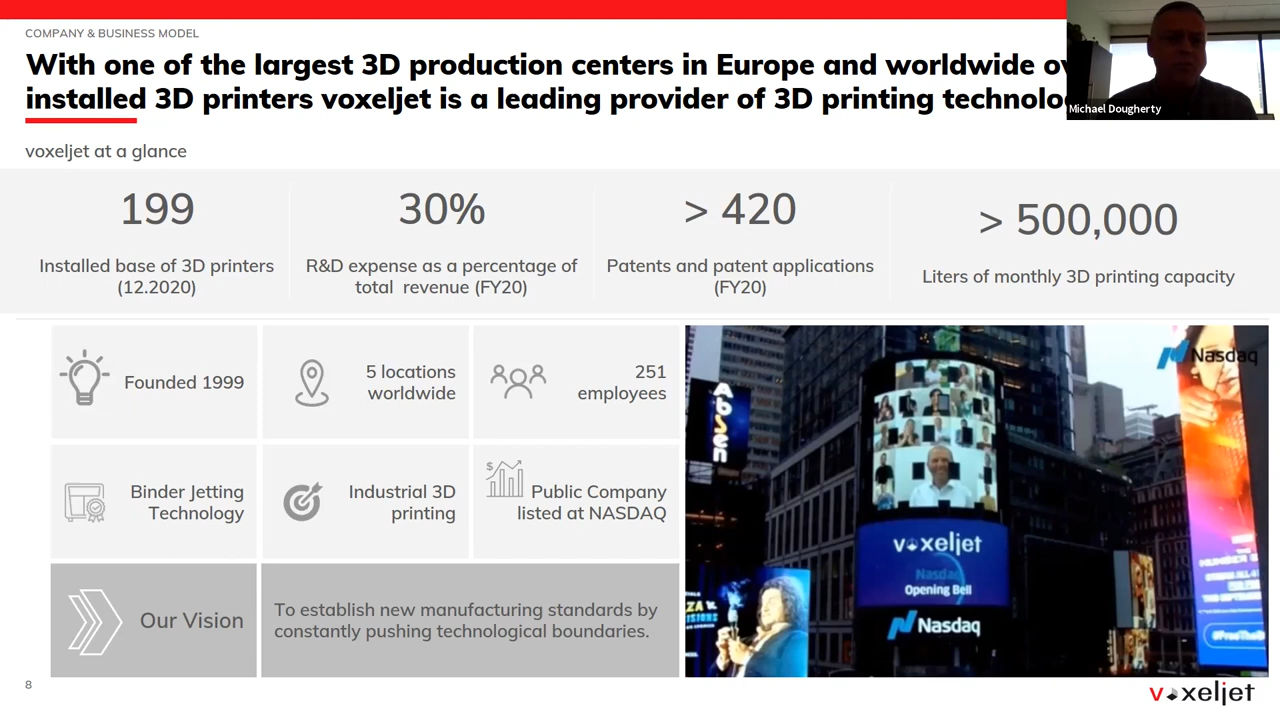 COMPANY & BUSINESS MODEL
With one of the largest 3D production centers in Europe and worldwide
installed 3D printers voxeljet is a leading provider of 3D printing
Michael Dougherty
voxeljet at a glance
199
Installed base of 3D printers
(12.2020)
30%
R&D expense as a percentage of
total revenue (FY20)
> 420
Patents and patent applications
(FY20)
> 500,000
Liters of monthly 3D printing capacity
Founded 1999
5 locations
worldwide
251
employees
Binder Jetting
Technology
Industrial 3D
printing
$
Public Company
listed at NASDAQ
Our Vision
To establish new manufacturing standards by
constantly pushing technological boundaries.
Nasdaq
Absen
voxeljet
Nasdaq
Opening Bell
Nasdaq
8
voxeljet